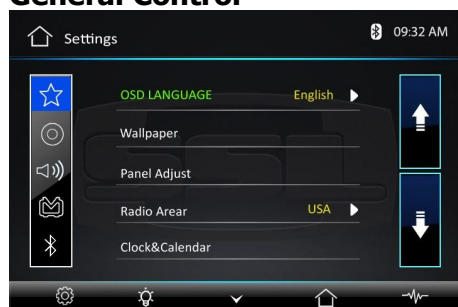 General Control
Settings 09:32 AM
OSD LANGUAGE English
Wallpaper
Panel Adjust
Radio Arear USA
Clock&Calendar